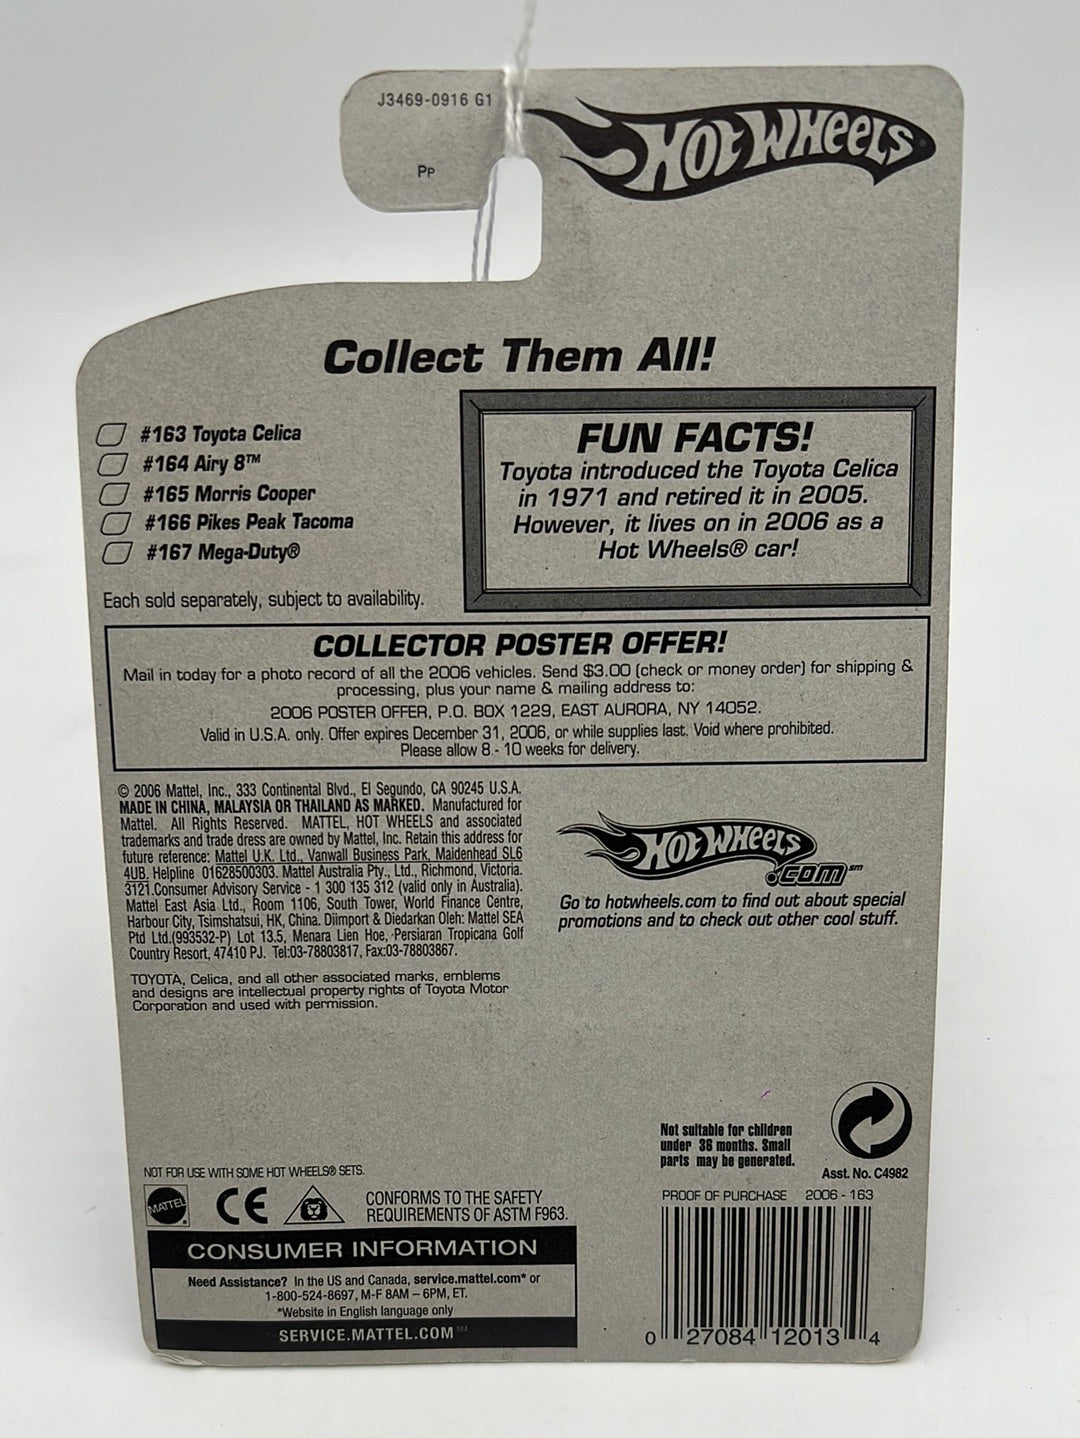 J3469-0916 G1
PP
HOT WHEELS
Collect Them All!
#163 Toyota Celica
#164 Airy 8™
#165 Morris Cooper
#166 Pikes Peak Tacoma
#167 Mega-Duty®
Each sold separately, subject to availability.
FUN FACTS!
Toyota introduced the Toyota Celica
in 1971 and retired it in 2005.
However, it lives on in 2006 as a
Hot Wheels® car!
COLLECTOR POSTER OFFER!
Mail in today for a photo record of all the 2006 vehicles. Send $3.00 (check or money order) for shipping &
processing, plus your name & mailing address to:
2006 POSTER OFFER, P.O. BOX 1229, EAST AURORA, NY 14052.
Valid in U.S.A. only. Offer expires December 31, 2006, or while supplies last. Void where prohibited.
Please allow 8 - 10 weeks for delivery.
© 2006 Mattel, Inc., 333 Continental Blvd., El Segundo, CA 90245 U.S.A.
MADE IN CHINA, MALAYSIA OR THAILAND AS MARKED. Manufactured for
Mattel. All Rights Reserved. MATTEL, HOT WHEELS and associated
trademarks and trade dress are owned by Mattel, Inc. Retain this address for
future reference: Mattel U.K. Ltd., Vanwall Business Park, Maidenhead SL6
4UB. Helpline 01628500303. Mattel Australia Pty., Ltd., Richmond, Victoria.
3121.Consumer Advisory Service - 1 300 135 312 (valid only in Australia).
Mattel East Asia Ltd., Room 1106, South Tower, World Finance Centre,
Harbour City, Tsimshatsui, HK, China. Diimport & Diedarkan Oleh: Mattel SEA
Ptd Ltd.(993532-P) Lot 13.5, Menara Lien Hoe, Persiaran Tropicana Golf
Country Resort, 47410 PJ. Tel:03-78803817, Fax:03-78803867.
TOYOTA, Celica, and all other associated marks, emblems
and designs are intellectual property rights of Toyota Motor
Corporation and used with permission.
HOT WHEELS
.COM℠
Go to hotwheels.com to find out about special
promotions and to check out other cool stuff.
Not suitable for children
under 36 months. Small
parts may be generated.
Asst. No. C4982
NOT FOR USE WITH SOME HOT WHEELS® SETS.
MATTEL®
CE
CONFORMS TO THE SAFETY
REQUIREMENTS OF ASTM F963.
CONSUMER INFORMATION
Need Assistance? In the US and Canada, service.mattel.com* or
1-800-524-8697, M-F 8AM – 6PM, ET.
*Website in English language only
SERVICE.MATTEL.COM℠
PROOF OF PURCHASE 2006 - 163
0 27084 12013 4